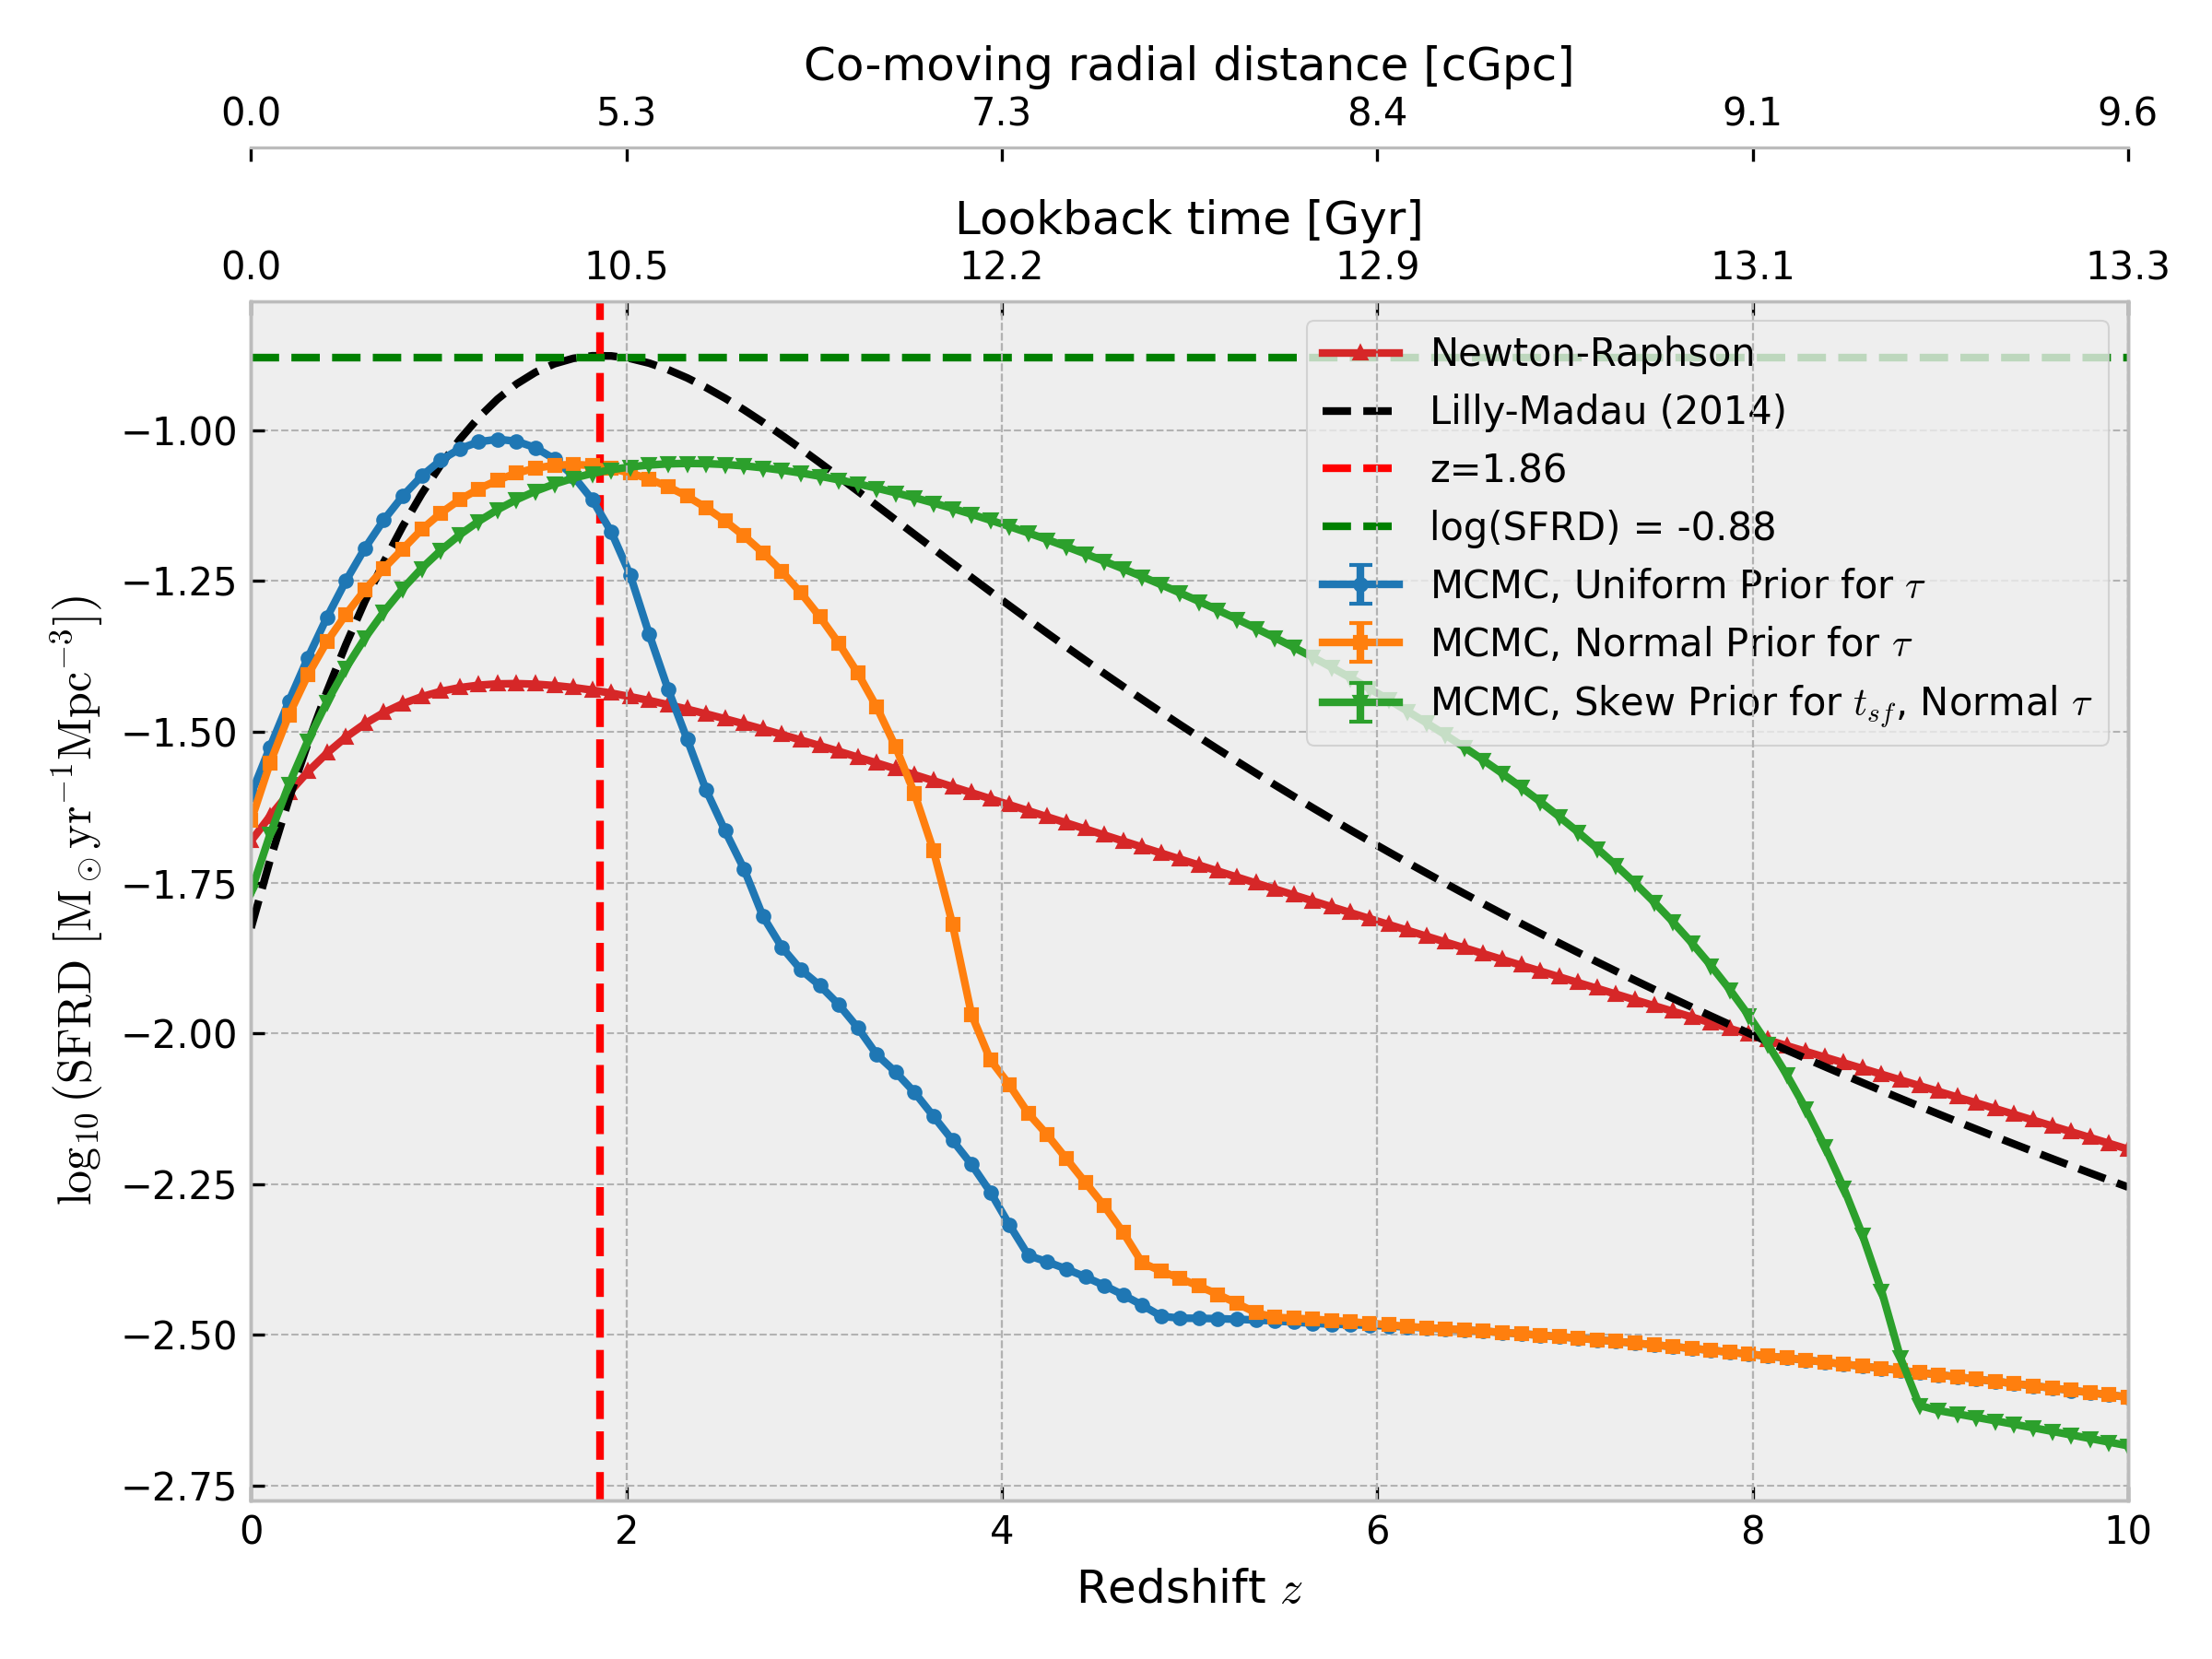 Co-moving radial distance [cGpc]
0.0 5.3 7.3 8.4 9.1 9.6
Lookback time [Gyr]
0.0 10.5 12.2 12.9 13.1 13.3
Newton-Raphson
Lilly-Madau (2014)
z=1.86
log(SFRD) = -0.88
MCMC, Uniform Prior for τ
MCMC, Normal Prior for τ
MCMC, Skew Prior for t_{sf}, Normal τ
−1.00
−1.25
−1.50
−1.75
−2.00
−2.25
−2.50
−2.75
log₁₀(SFRD [M⊙yr⁻¹Mpc⁻³])
0 2 4 6 8 10
Redshift z